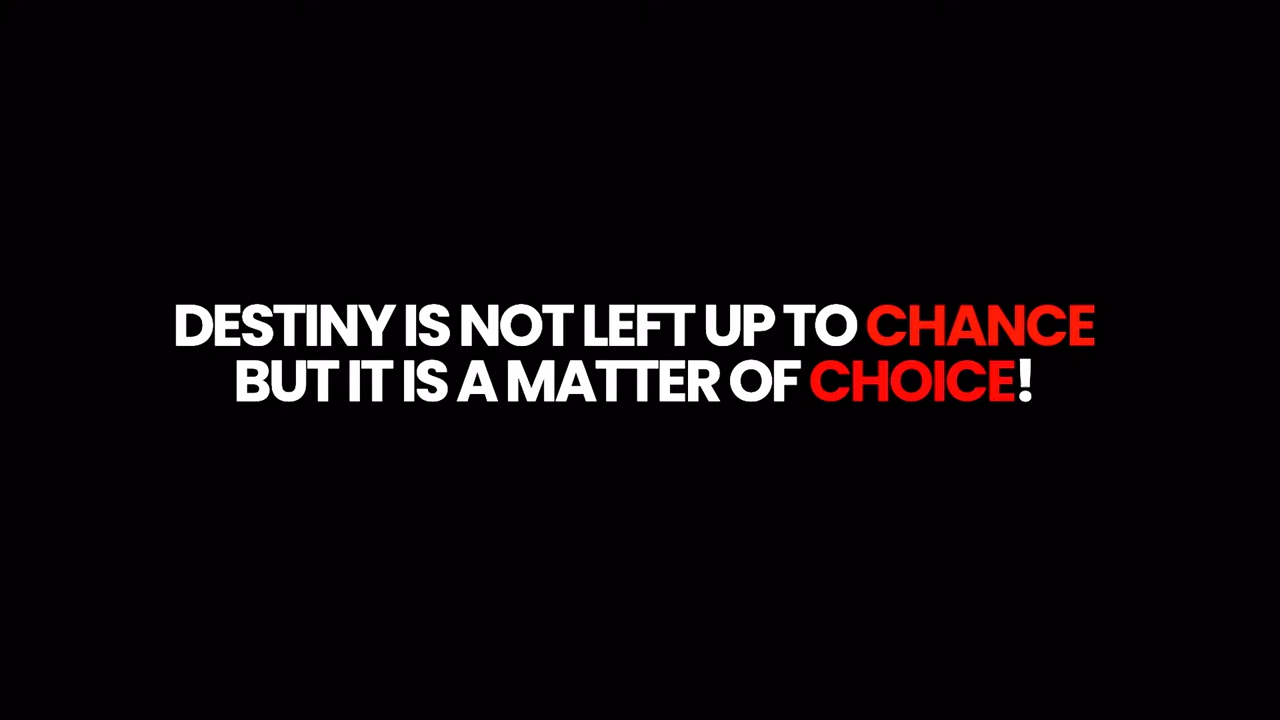 DESTINY IS NOT LEFT UP TO CHANCE
BUT IT IS A MATTER OF CHOICE!